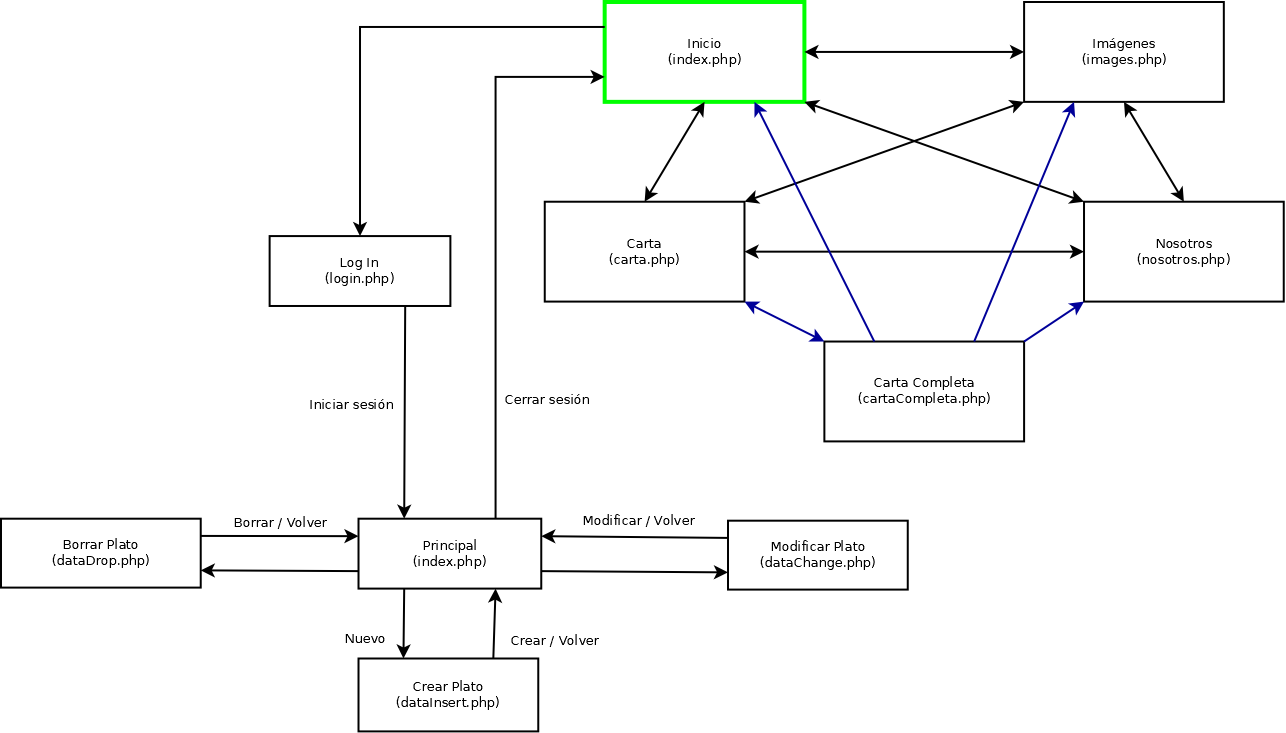 Inicio
(index.php)
Imágenes
(images.php)
Carta
(carta.php)
Nosotros
(nosotros.php)
Log In
(login.php)
Carta Completa
(cartaCompleta.php)
Iniciar sesión
Cerrar sesión
Borrar / Volver
Modificar / Volver
Borrar Plato
(dataDrop.php)
Principal
(index.php)
Modificar Plato
(dataChange.php)
Nuevo
Crear / Volver
Crear Plato
(dataInsert.php)